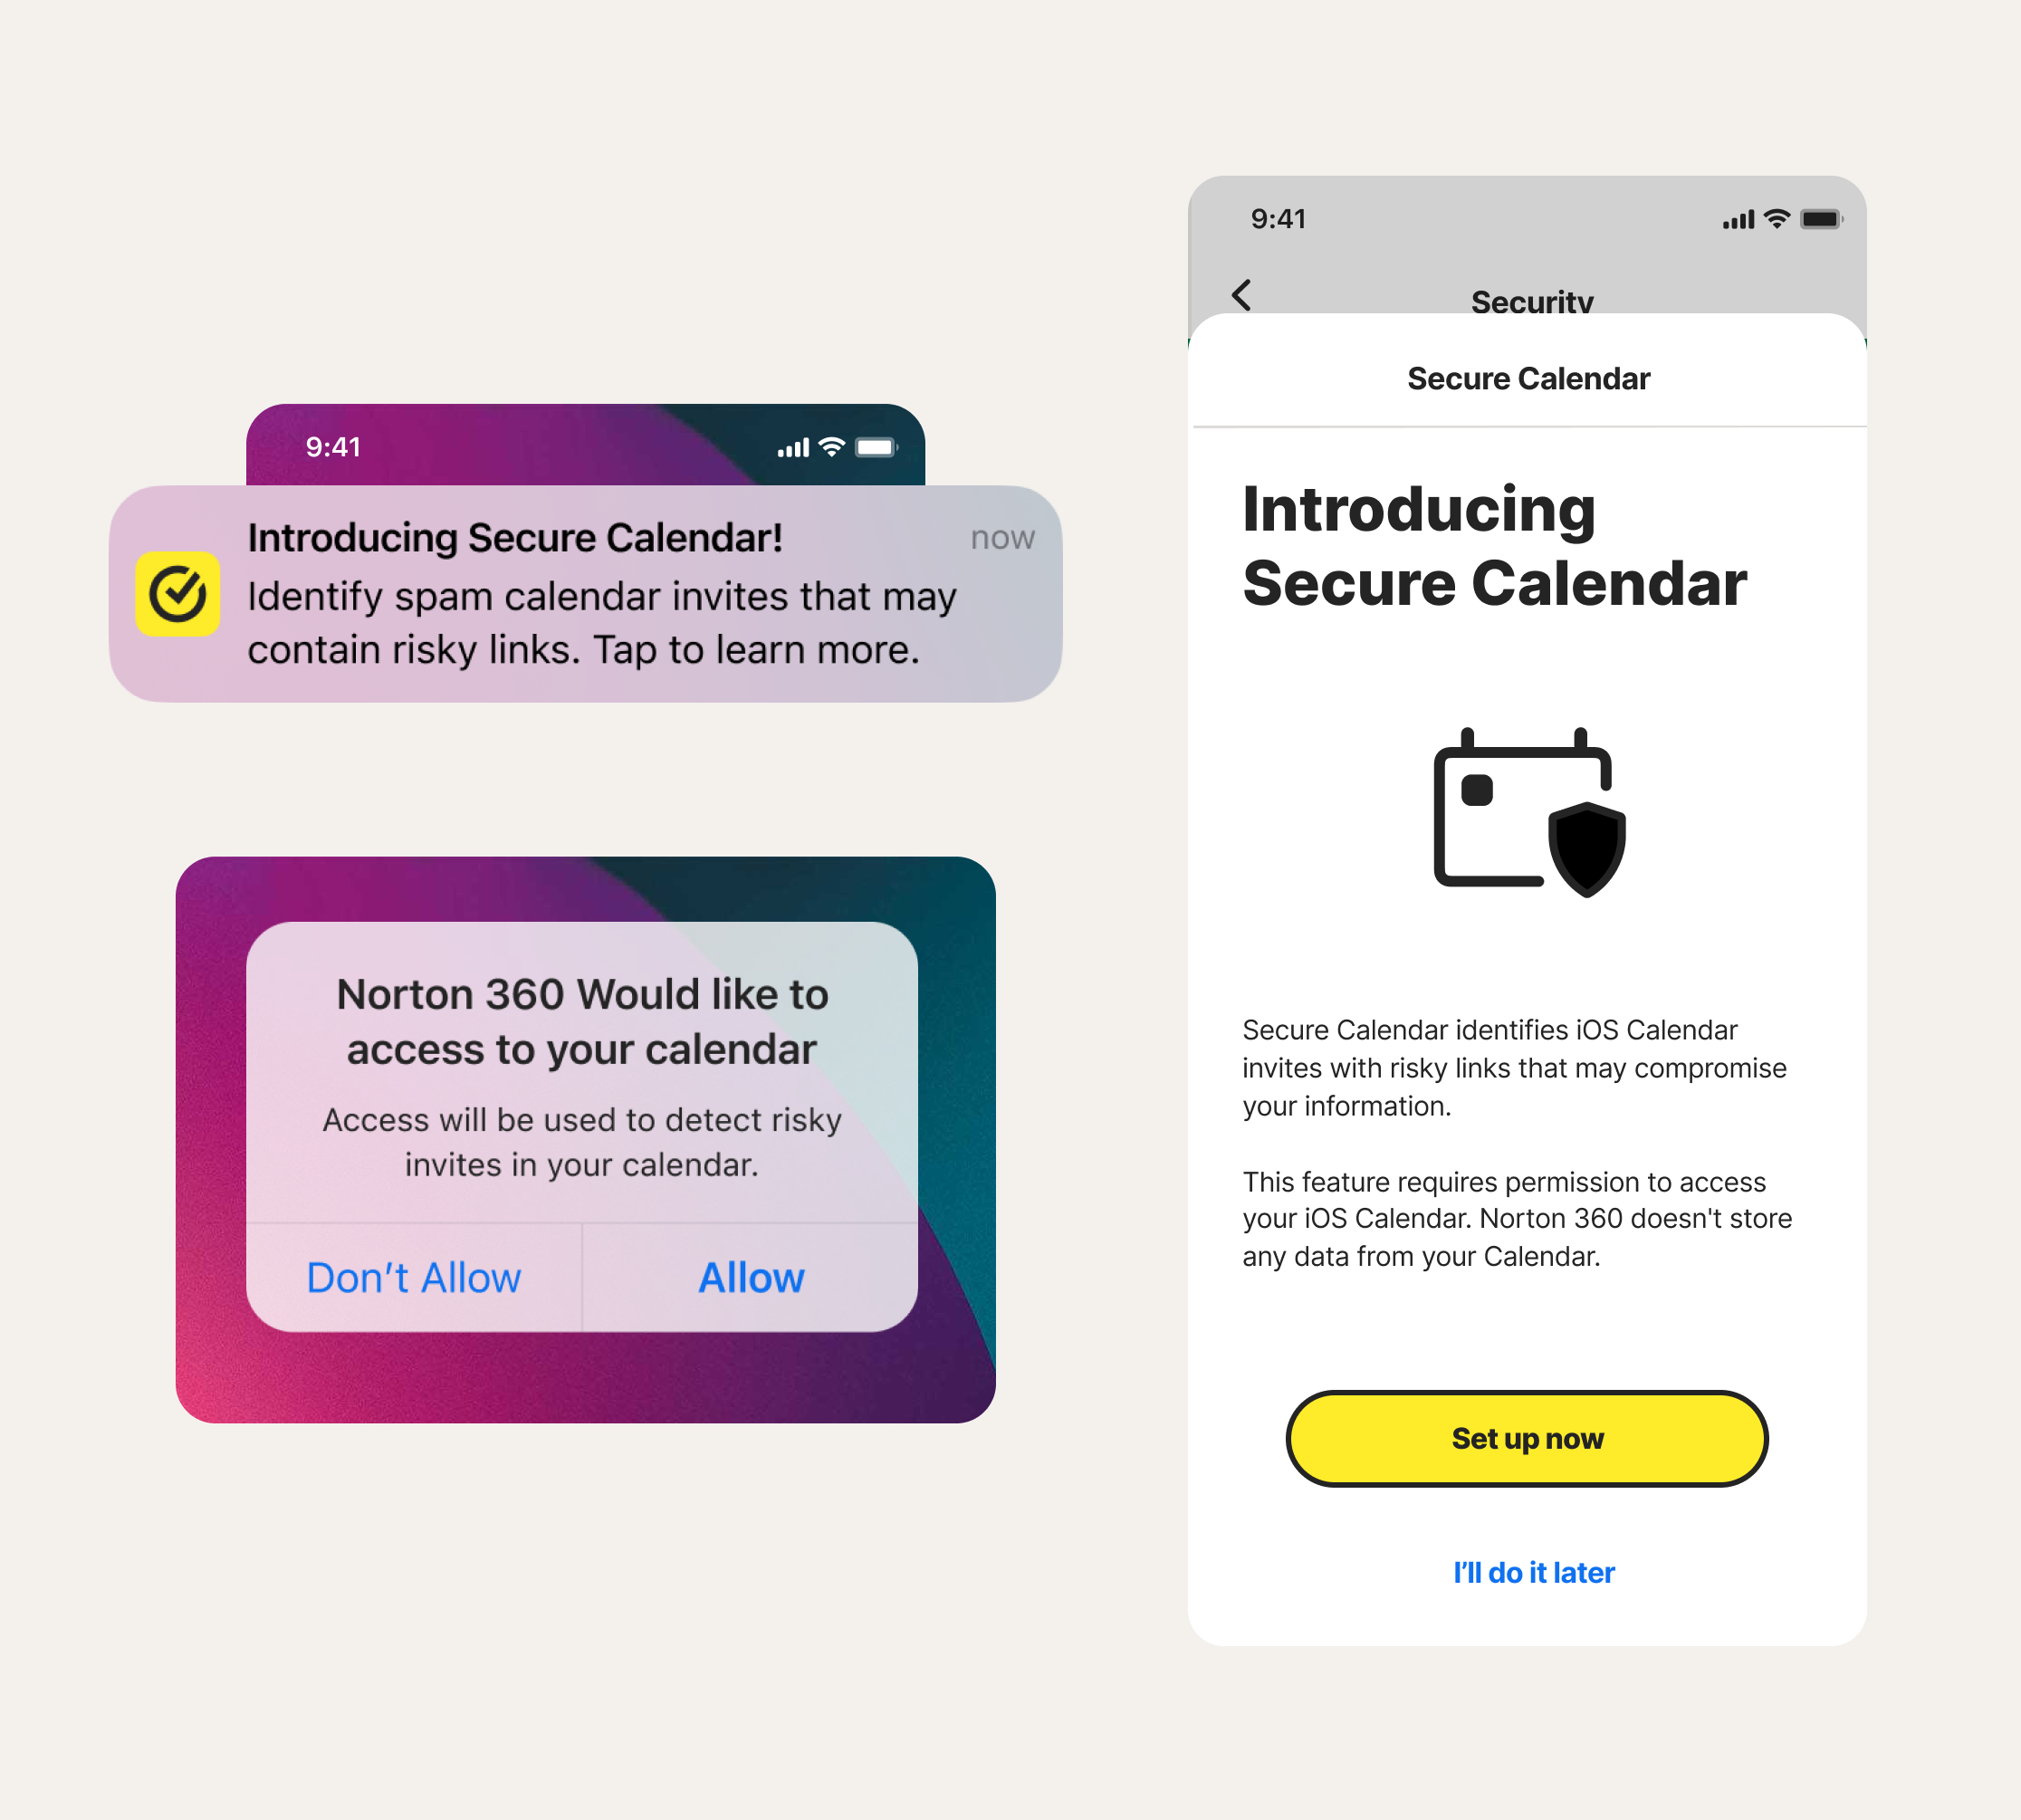 9:41
Introducing Secure Calendar!
now
Identify spam calendar invites that may
contain risky links. Tap to learn more.
Norton 360 Would like to
access to your calendar
Access will be used to detect risky
invites in your calendar.
Don’t Allow
Allow
9:41
Security
Secure Calendar
Introducing
Secure Calendar
Secure Calendar identifies iOS Calendar
invites with risky links that may compromise
your information.
This feature requires permission to access
your iOS Calendar. Norton 360 doesn't store
any data from your Calendar.
Set up now
I’ll do it later